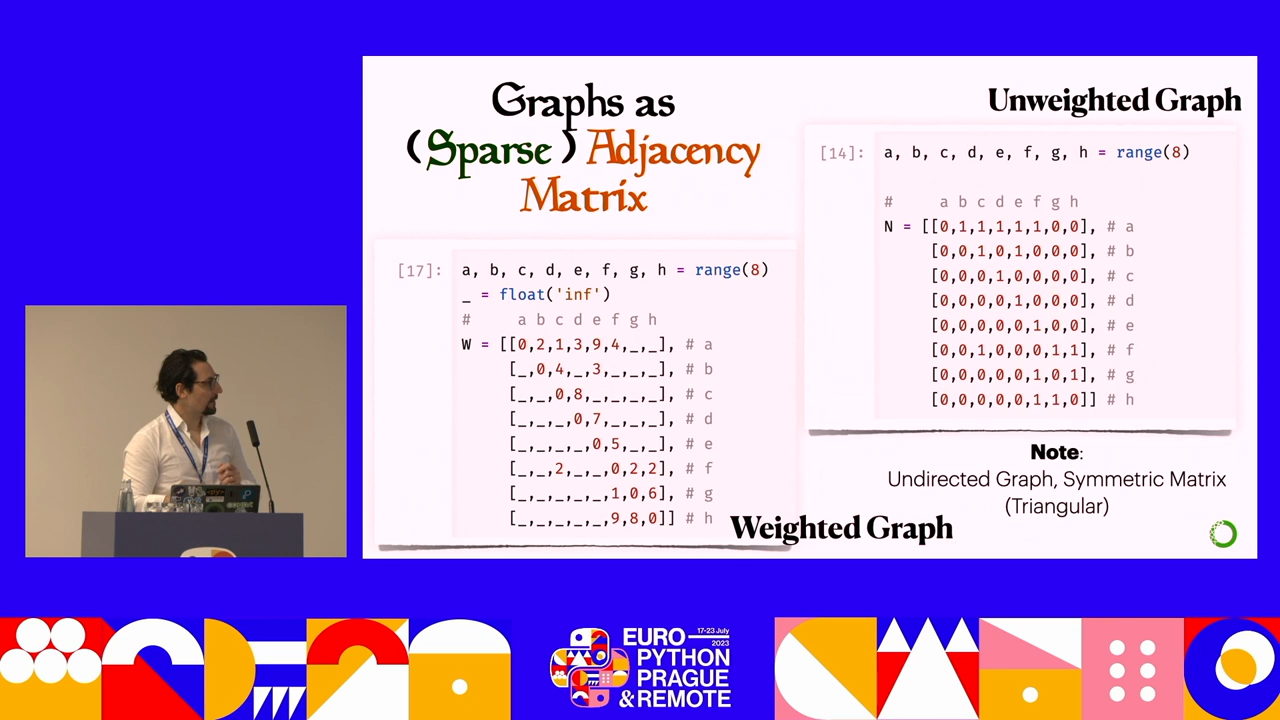 Graphs as
(Sparse) Adjacency
Matrix
[17]: a, b, c, d, e, f, g, h = range(8)
_ = float('inf')
# a b c d e f g h
W = [[0,2,1,3,9,4,_,_], # a
[_,0,4,_,3,_,_,_], # b
[_,_,0,8,_,_,_,_], # c
[_,_,_,0,7,_,_,_], # d
[_,_,_,_,0,5,_,_], # e
[_,_,2,_,_,0,2,2], # f
[_,_,_,_,_,1,0,6], # g
[_,_,_,_,_,9,8,0]] # h
Weighted Graph
Unweighted Graph
[14]: a, b, c, d, e, f, g, h = range(8)
# a b c d e f g h
N = [[0,1,1,1,1,1,0,0], # a
[0,0,1,0,1,0,0,0], # b
[0,0,0,1,0,0,0,0], # c
[0,0,0,0,1,0,0,0], # d
[0,0,0,0,0,1,0,0], # e
[0,0,1,0,0,0,1,1], # f
[0,0,0,0,0,1,0,1], # g
[0,0,0,0,0,1,1,0]] # h
Note:
Undirected Graph, Symmetric Matrix
(Triangular)
EURO 17-23 July 2023
PYTHON
PRAGUE
& REMOTE